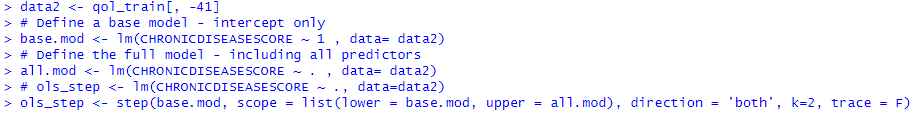 > data2 <- qol_train[, -41]
> # Define a base model - intercept only
> base.mod <- lm(CHRONICDISEASESCORE ~ 1 , data= data2)
> # Define the full model - including all predictors
> all.mod <- lm(CHRONICDISEASESCORE ~ . , data= data2)
> # ols_step <- lm(CHRONICDISEASESCORE ~ ., data=data2)
> ols_step <- step(base.mod, scope = list(lower = base.mod, upper = all.mod), direction = 'both', k=2, trace = F)